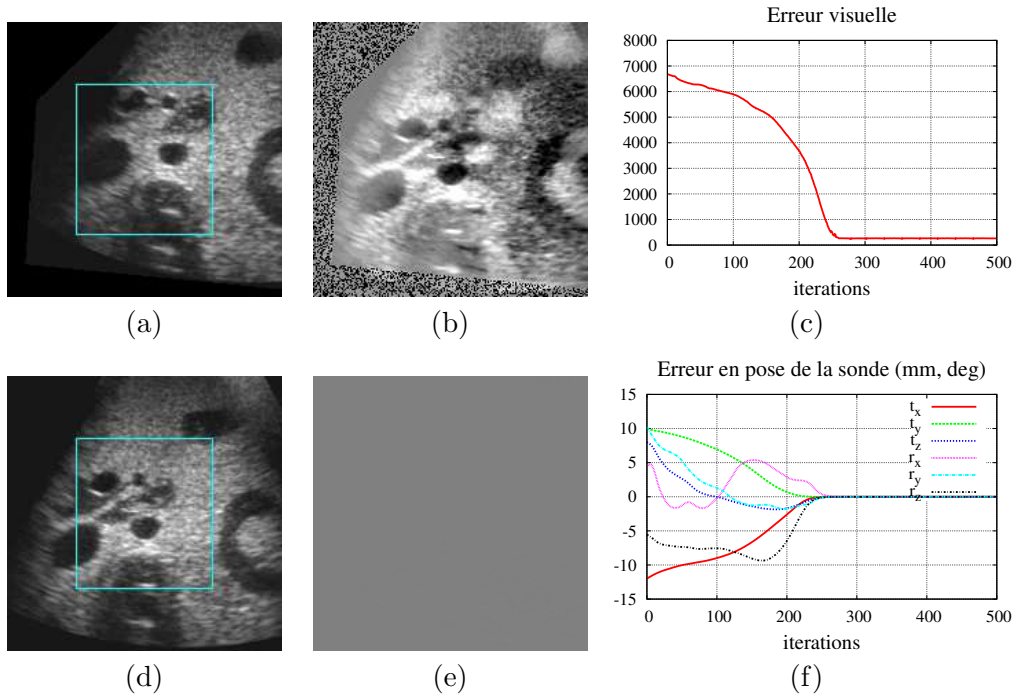 Erreur visuelle
8000
7000
6000
5000
4000
3000
2000
1000
0
0 100 200 300 400 500
iterations
(a) (b) (c)
Erreur en pose de la sonde (mm, deg)
15
10
5
0
-5
-10
-15
t_x
t_y
t_z
r_x
r_y
r_z
0 100 200 300 400 500
iterations
(d) (e) (f)